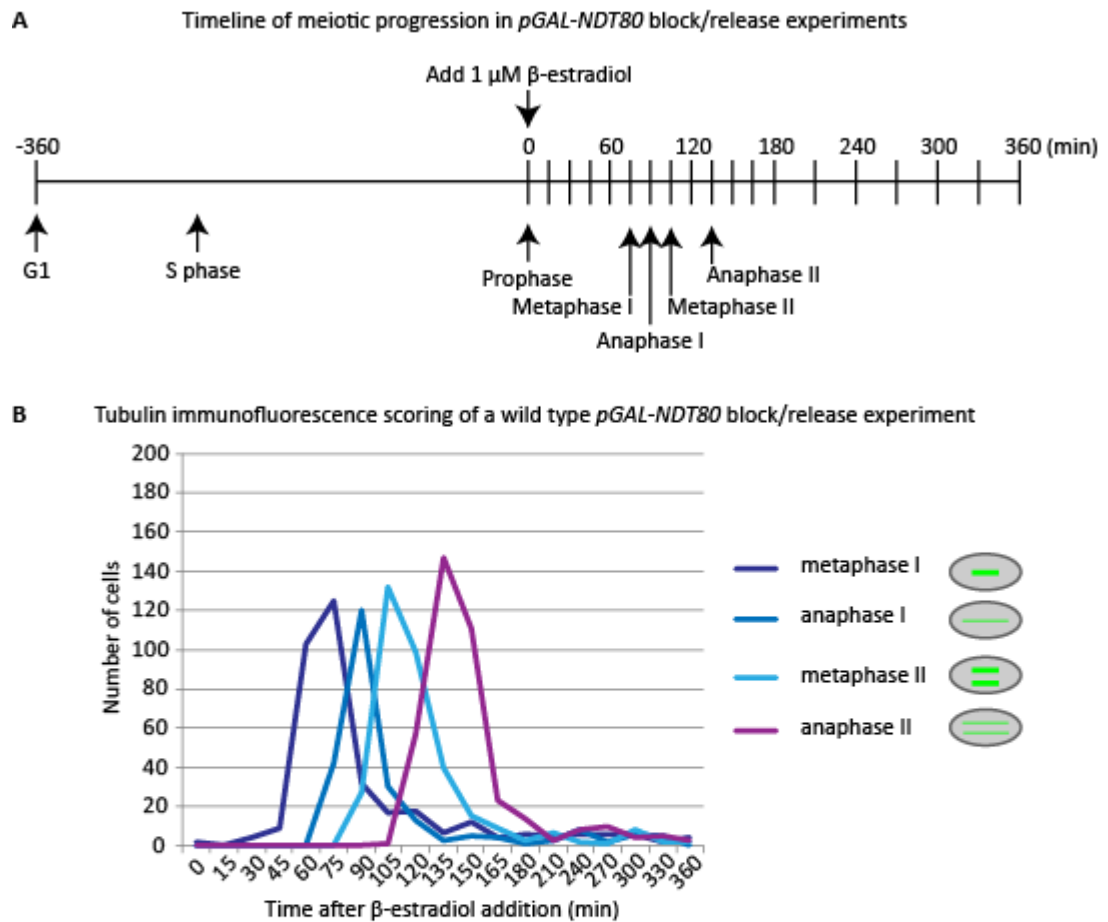 A
Timeline of meiotic progression in pGAL-NDT80 block/release experiments
Add 1 µM β-estradiol
-360 0 60 120 180 240 300 360 (min)
G1
S phase
Prophase
Anaphase II
Metaphase I
Metaphase II
Anaphase I
B
Tubulin immunofluorescence scoring of a wild type pGAL-NDT80 block/release experiment
Number of cells
200
180
160
140
120
100
80
60
40
20
0
0 15 30 45 60 75 90 105 120 135 150 165 180 210 240 270 300 330 360
Time after β-estradiol addition (min)
metaphase I
anaphase I
metaphase II
anaphase II